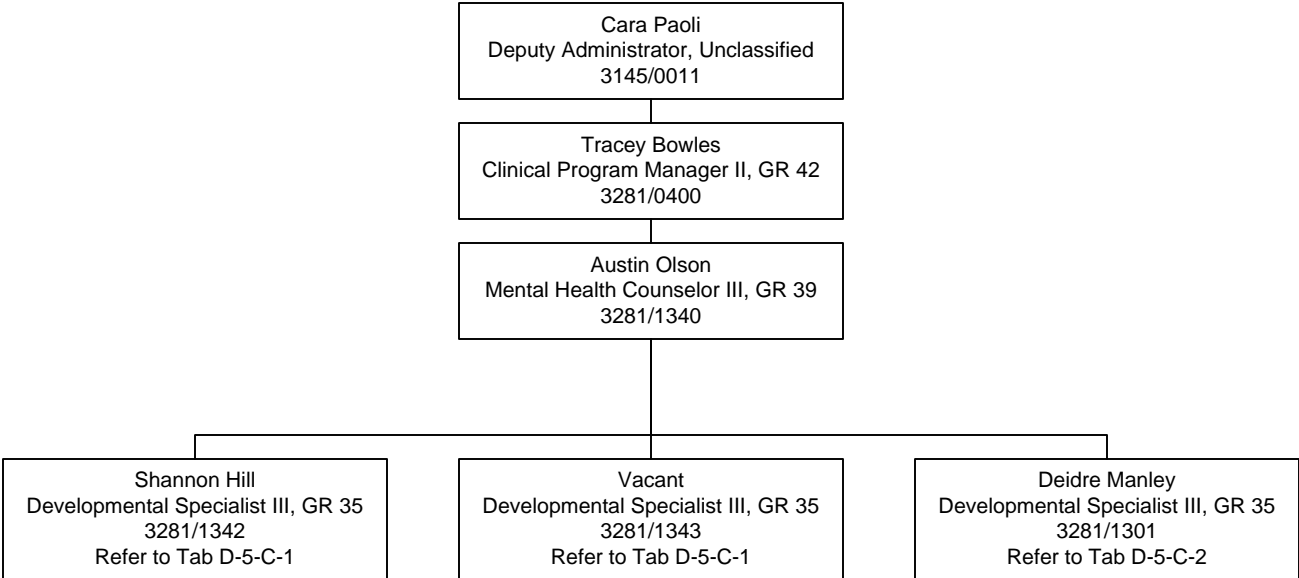 Cara Paoli
Deputy Administrator, Unclassified
3145/0011
Tracey Bowles
Clinical Program Manager II, GR 42
3281/0400
Austin Olson
Mental Health Counselor III, GR 39
3281/1340
Shannon Hill
Developmental Specialist III, GR 35
3281/1342
Refer to Tab D-5-C-1
Vacant
Developmental Specialist III, GR 35
3281/1343
Refer to Tab D-5-C-1
Deidre Manley
Developmental Specialist III, GR 35
3281/1301
Refer to Tab D-5-C-2